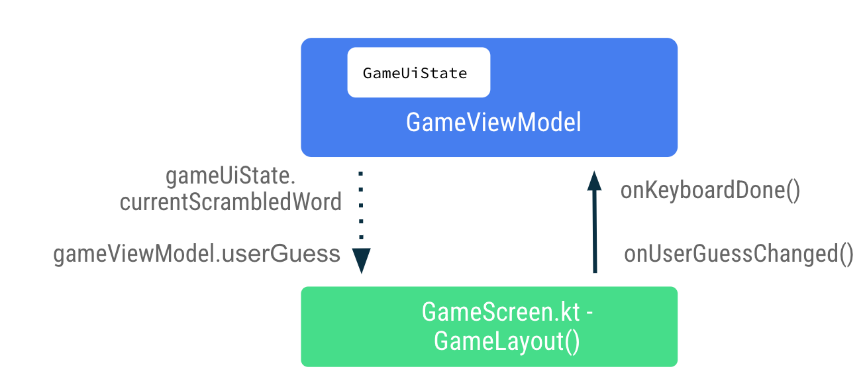 GameUiState
GameViewModel
gameUiState.
currentScrambledWord
gameViewModel.userGuess
onKeyboardDone()
onUserGuessChanged()
GameScreen.kt -
GameLayout()